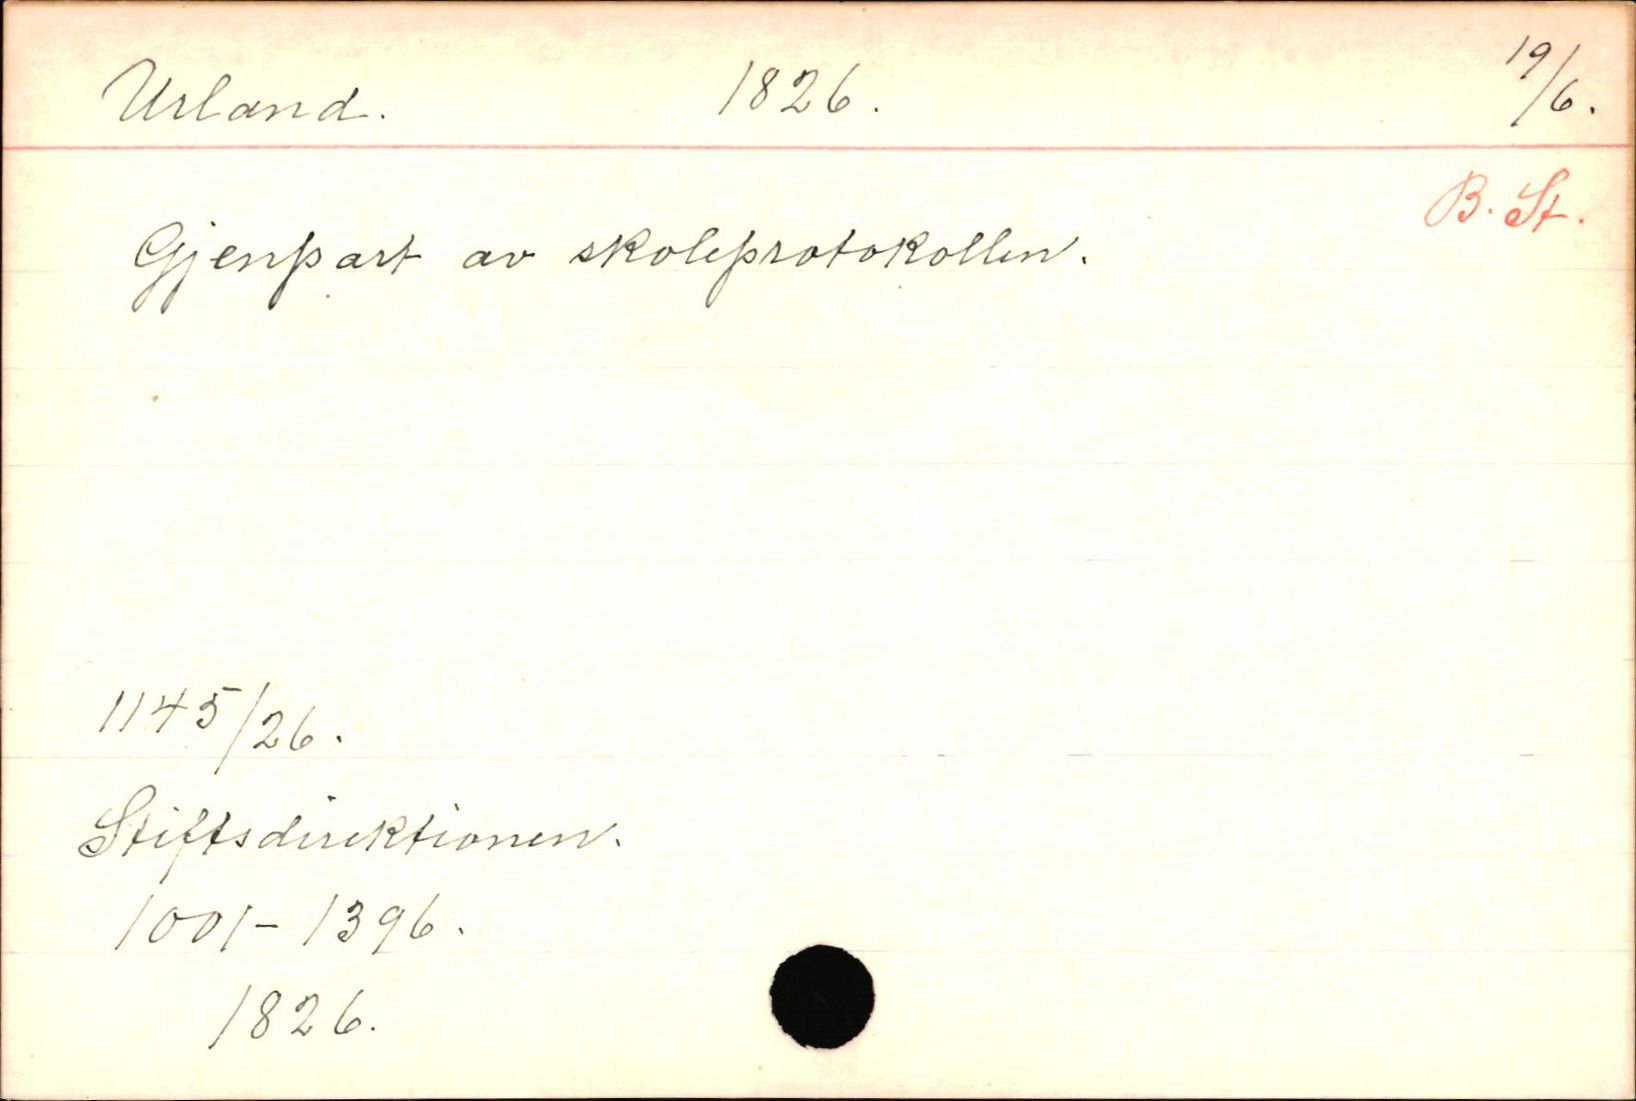 Urland. 1826. 19/6.
B. St.
Gjenpart av skoleprotokollen.
1145/26.
Stiftsdirektionen.
1001-1396.
1826.